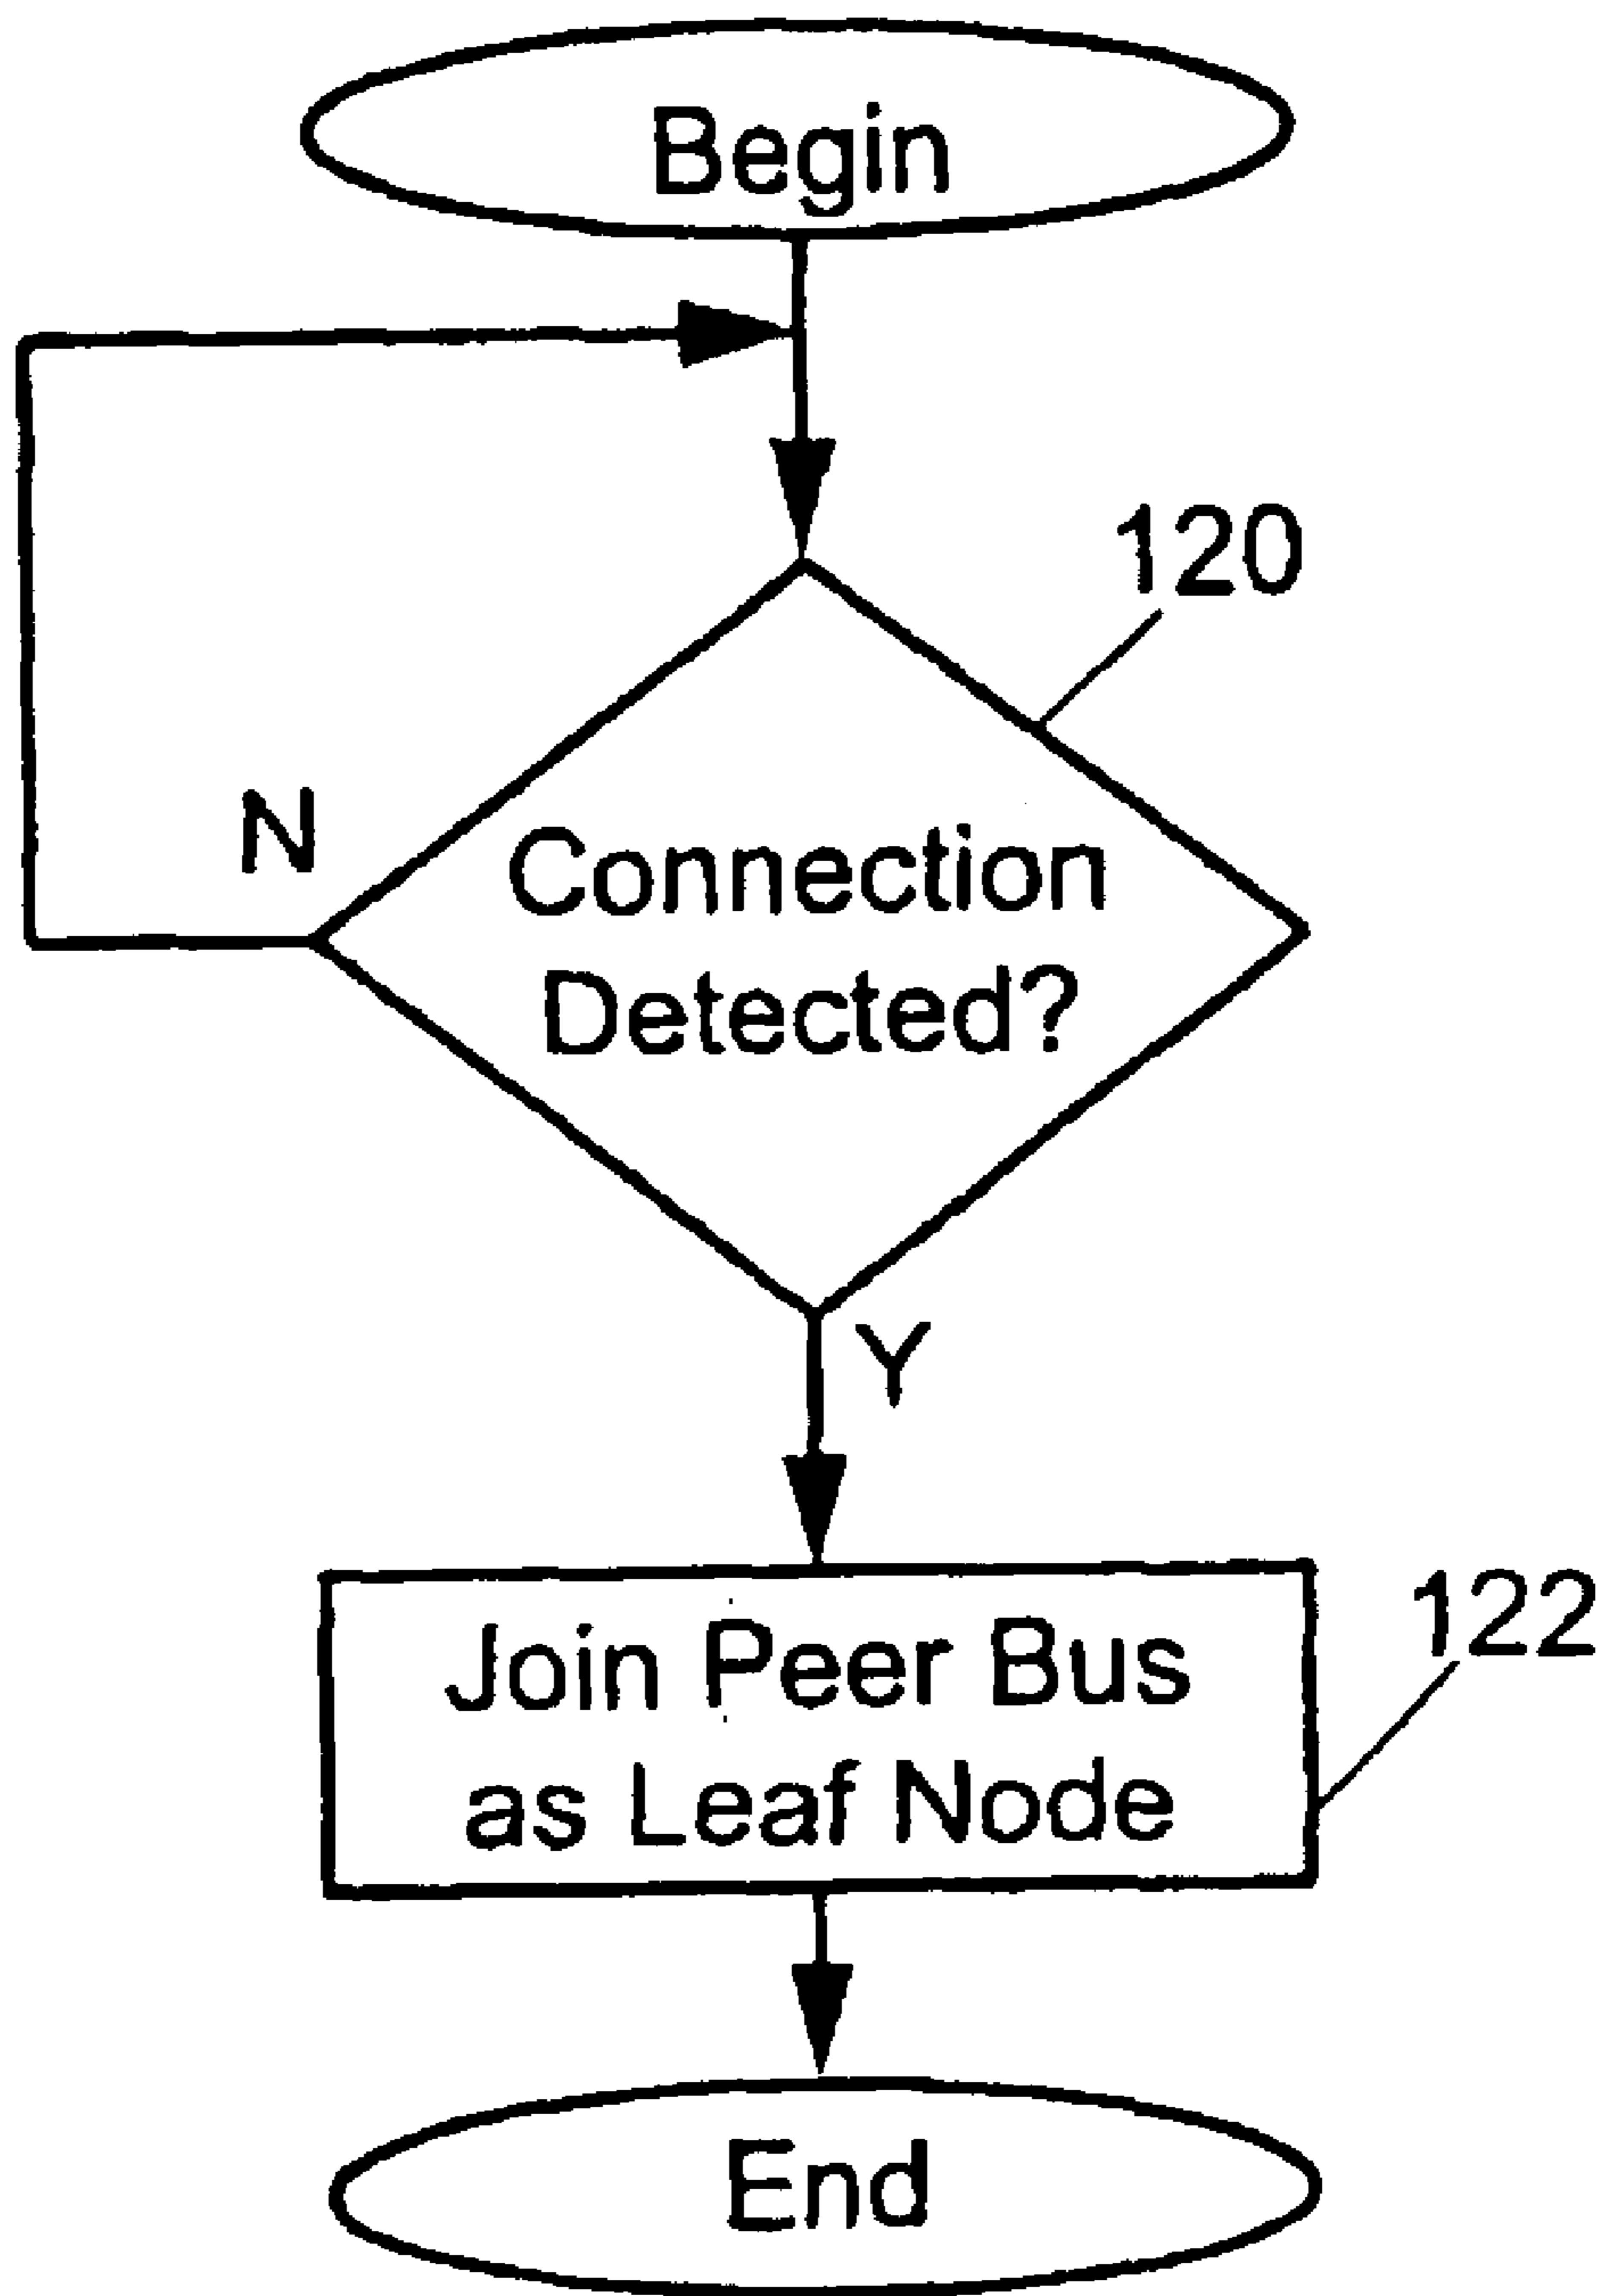 Begin
120
N
Connection
Detected?
Y
Join Peer Bus
as Leaf Node
122
End